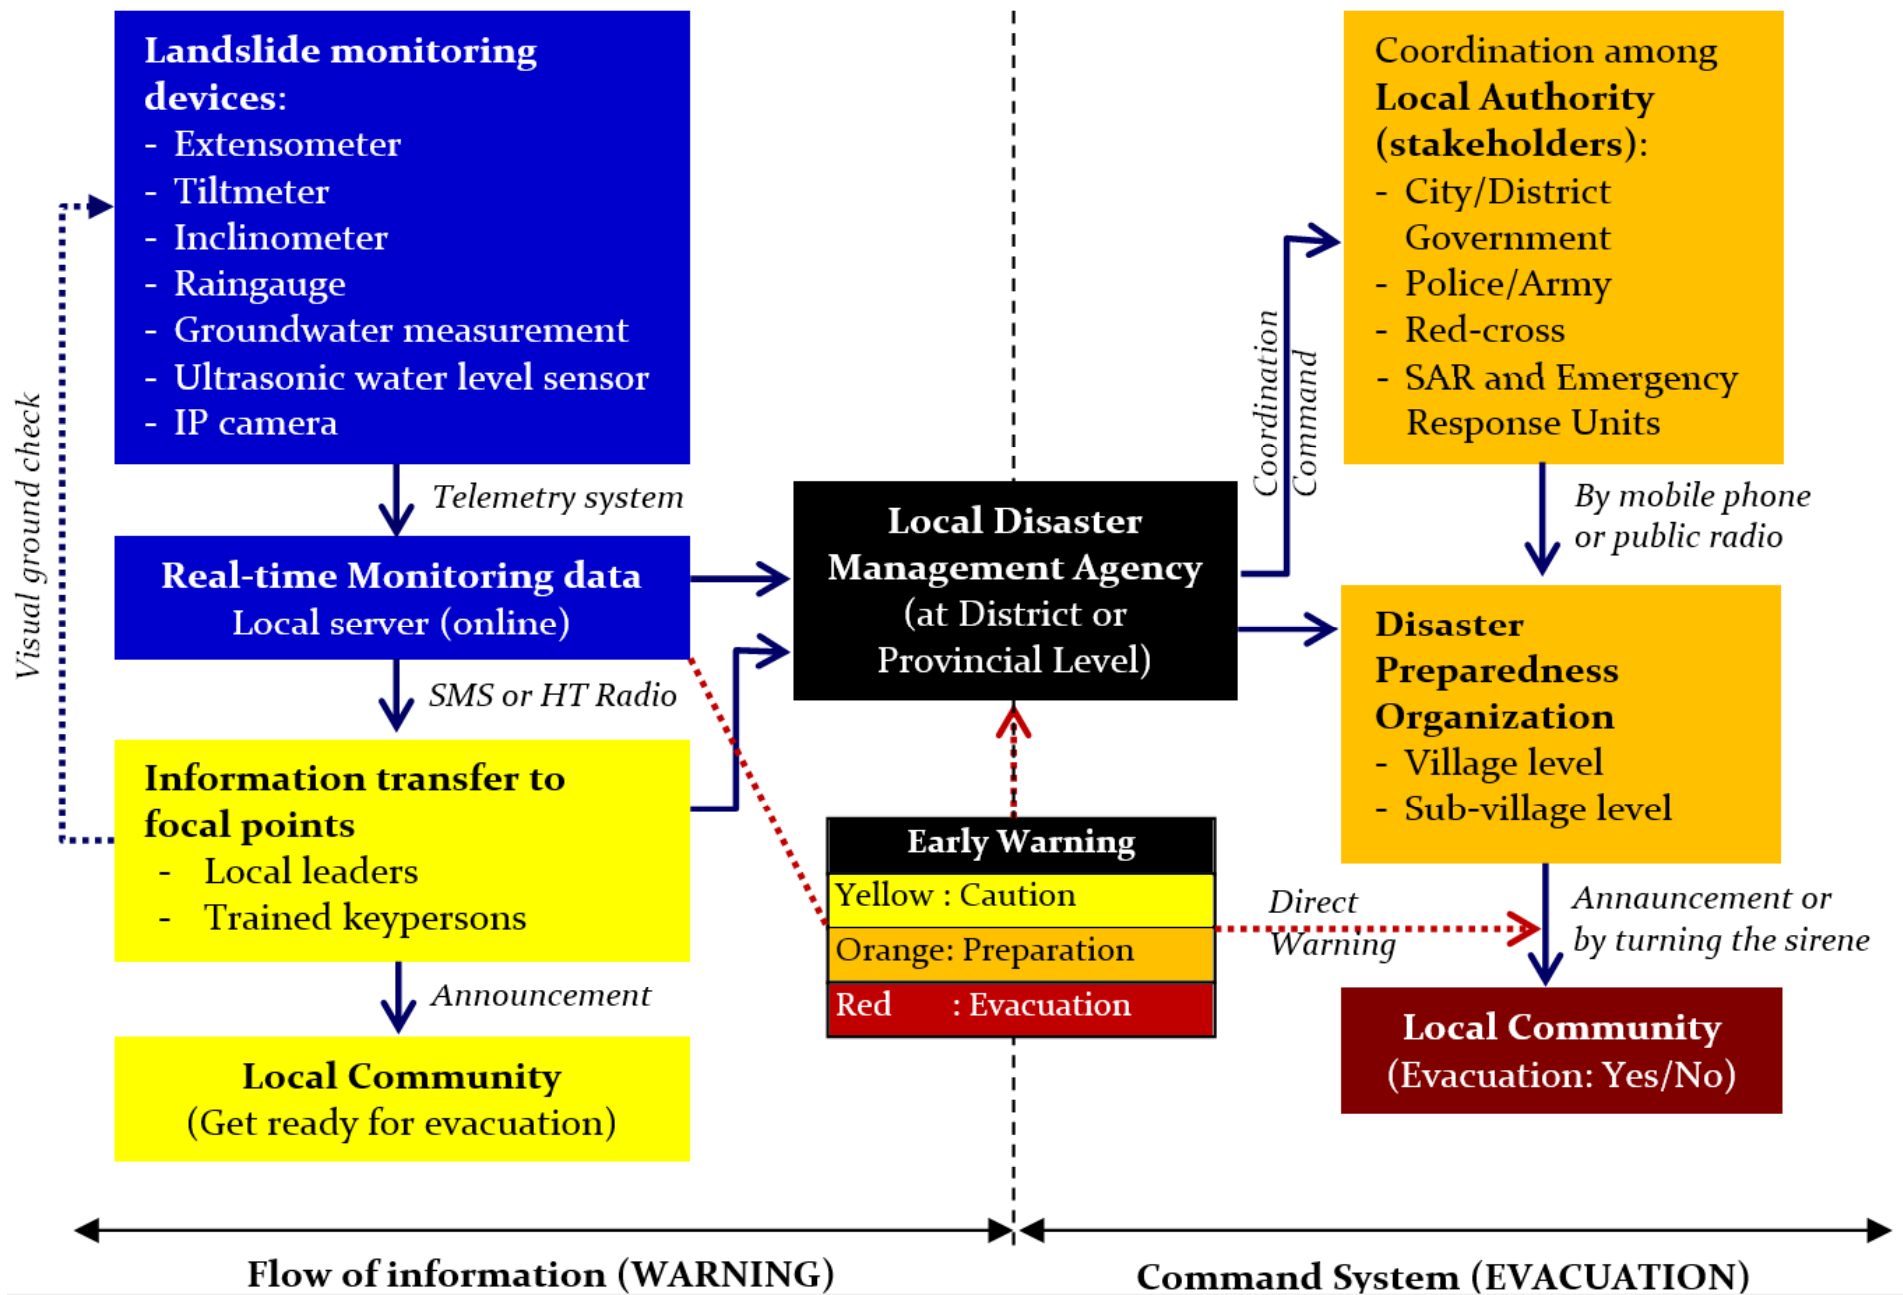 Landslide monitoring
devices:
- Extensometer
- Tiltmeter
- Inclinometer
- Raingauge
- Groundwater measurement
- Ultrasonic water level sensor
- IP camera
Visual ground check
Telemetry system
Real-time Monitoring data
Local server (online)
SMS or HT Radio
Information transfer to
focal points
- Local leaders
- Trained keypersons
Announcement
Local Community
(Get ready for evacuation)
Local Disaster
Management Agency
(at District or
Provincial Level)
Early Warning
Yellow : Caution
Orange: Preparation
Red : Evacuation
Coordination
Command
Coordination among
Local Authority
(stakeholders):
- City/District
Government
- Police/Army
- Red-cross
- SAR and Emergency
Response Units
By mobile phone
or public radio
Disaster
Preparedness
Organization
- Village level
- Sub-village level
Direct
Warning
Annauncement or
by turning the sirene
Local Community
(Evacuation: Yes/No)
Flow of information (WARNING)
Command System (EVACUATION)